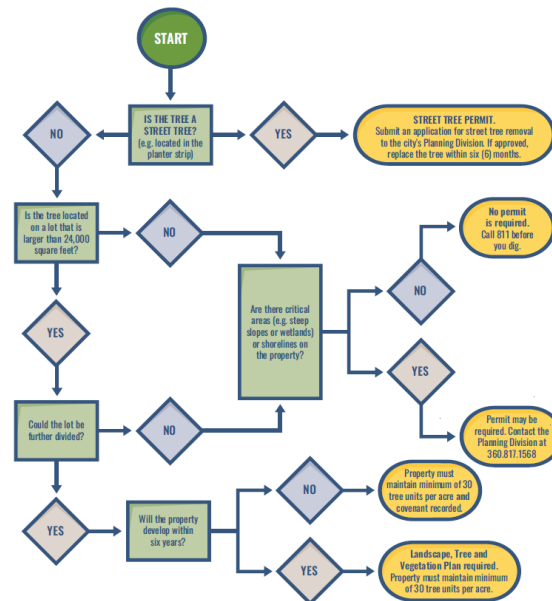 START
IS THE TREE A
STREET TREE?
(e.g. located in the
planter strip)
NO
YES
STREET TREE PERMIT.
Submit an application for street tree removal
to the city's Planning Division. If approved,
replace the tree within six (6) months.
Is the tree located
on a lot that is
larger than 24,000
square feet?
NO
No permit
is required.
Call 811 before
you dig.
Are there critical
areas (e.g. steep
slopes or wetlands)
or shorelines on
the property?
NO
YES
YES
Could the lot be
further divided?
NO
Permit may be
required. Contact the
Planning Division at
360.817.1568
YES
Will the property
develop within
six years?
NO
Property must
maintain minimum of 30
tree units per acre and
covenant recorded.
YES
Landscape, Tree and
Vegetation Plan required.
Property must maintain minimum
of 30 tree units per acre.